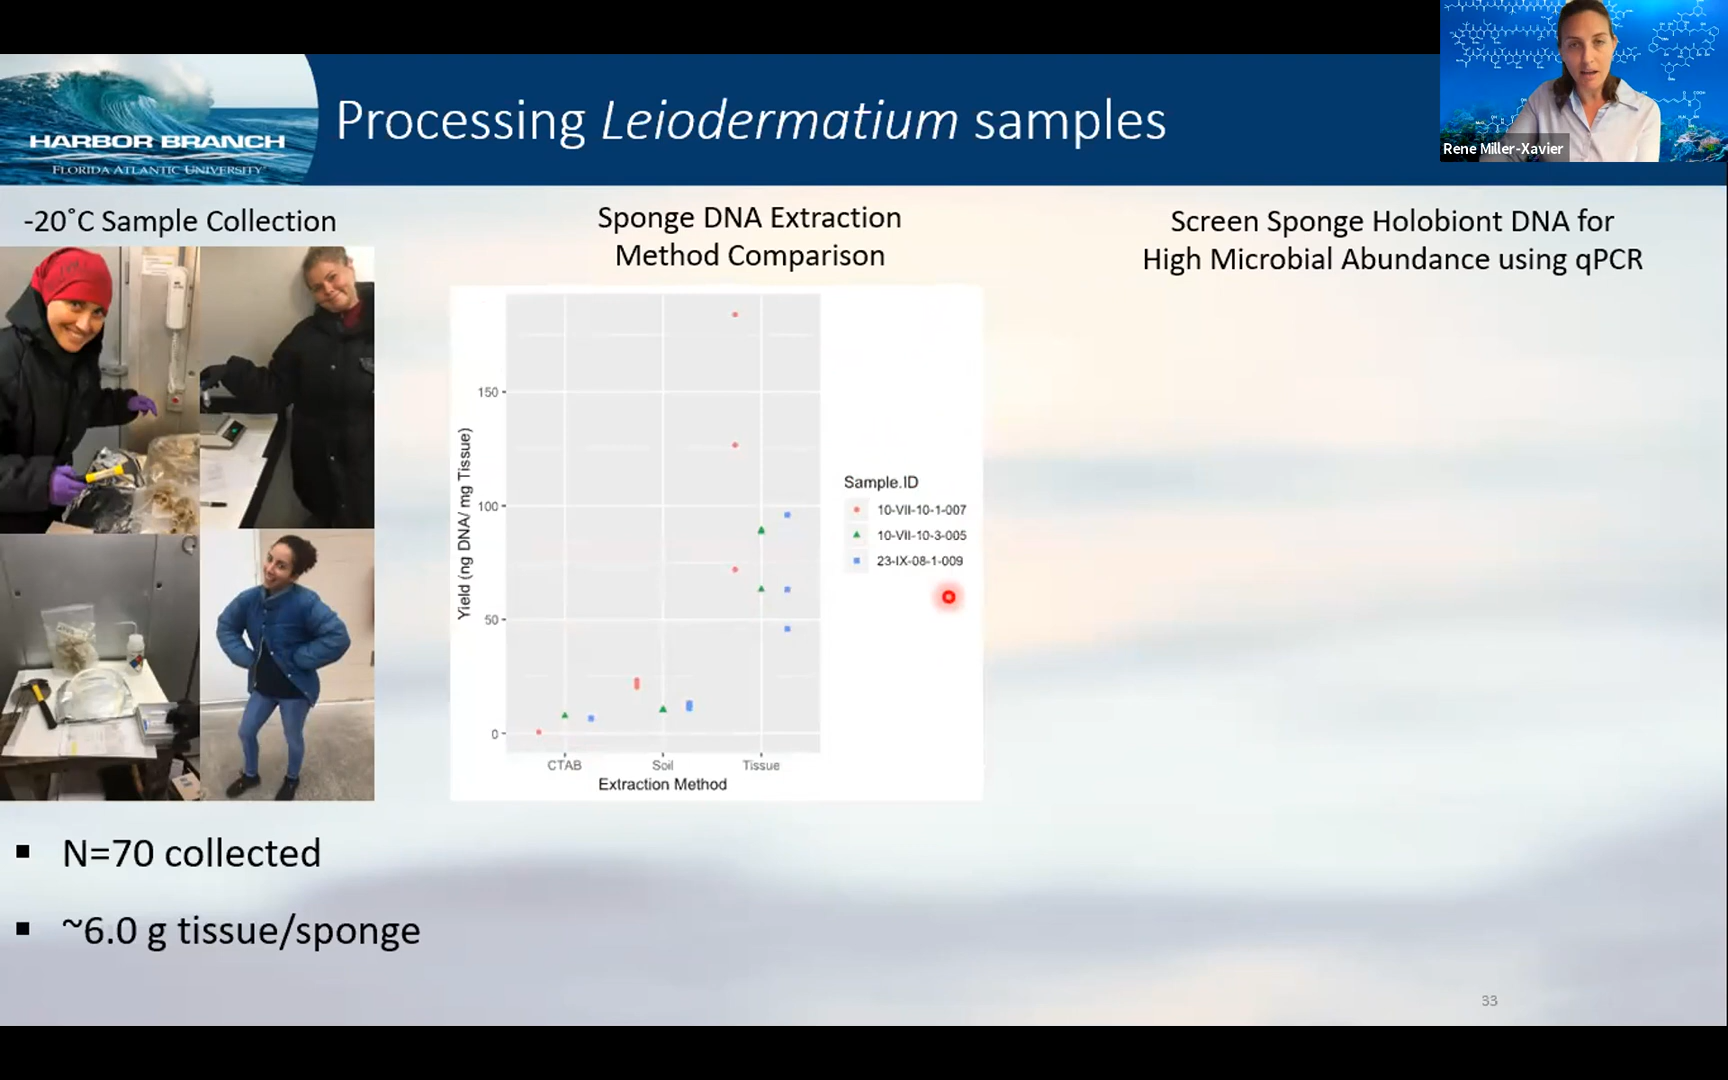 Rene Miller-Xavier
HARBOR BRANCH
FLORIDA ATLANTIC UNIVERSITY®
Processing Leiodermatium samples
-20˚C Sample Collection
Sponge DNA Extraction
Method Comparison
Screen Sponge Holobiont DNA for
High Microbial Abundance using qPCR
Yield (ng DNA/ mg Tissue)
150
100
50
0
CTAB
Soil
Tissue
Extraction Method
Sample.ID
10-VII-10-1-007
10-VII-10-3-005
23-IX-08-1-009
▪ N=70 collected
▪ ~6.0 g tissue/sponge
33